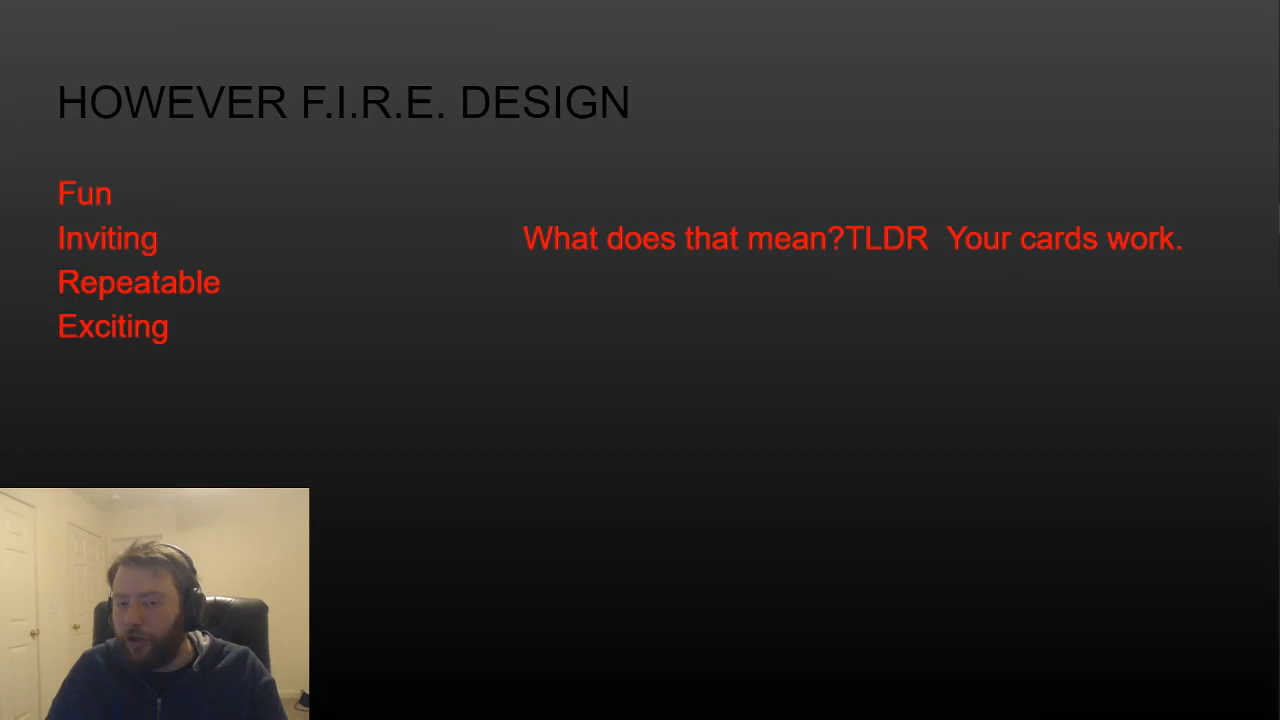 HOWEVER F.I.R.E. DESIGN
Fun
Inviting
Repeatable
Exciting
What does that mean?TLDR  Your cards work.